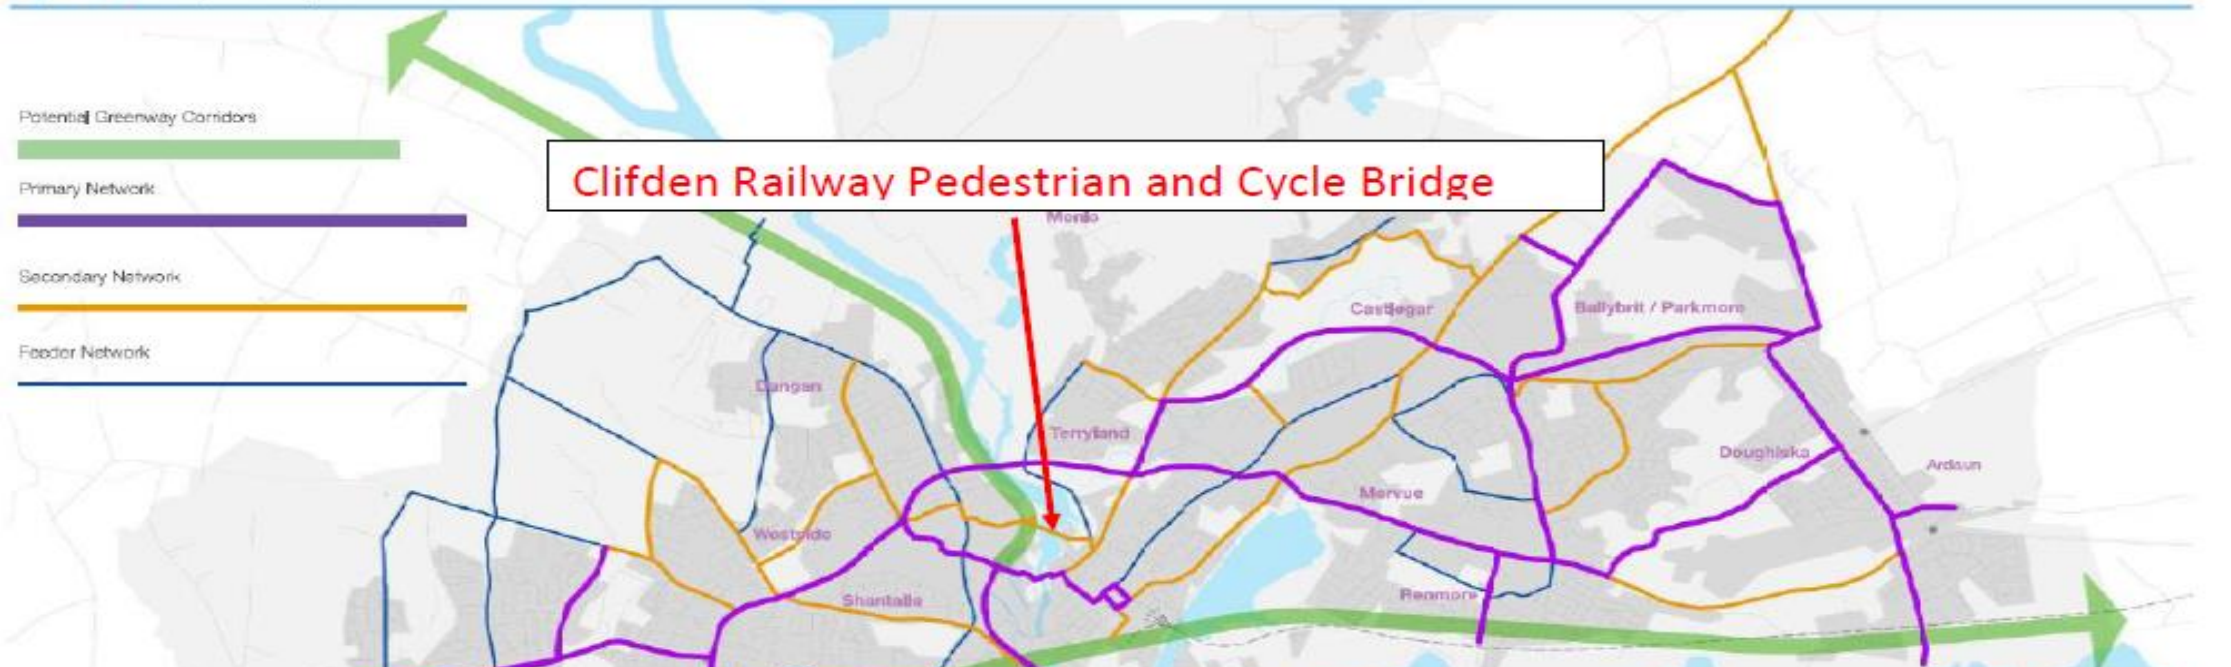 Potential Greenway Corridors
Primary Network
Secondary Network
Feeder Network
Clifden Railway Pedestrian and Cycle Bridge
Menlo
Castlegar
Ballybrit / Parkmore
Dangan
Terryland
Doughiska
Ardaun
Mervue
Westside
Shantalla
Renmore